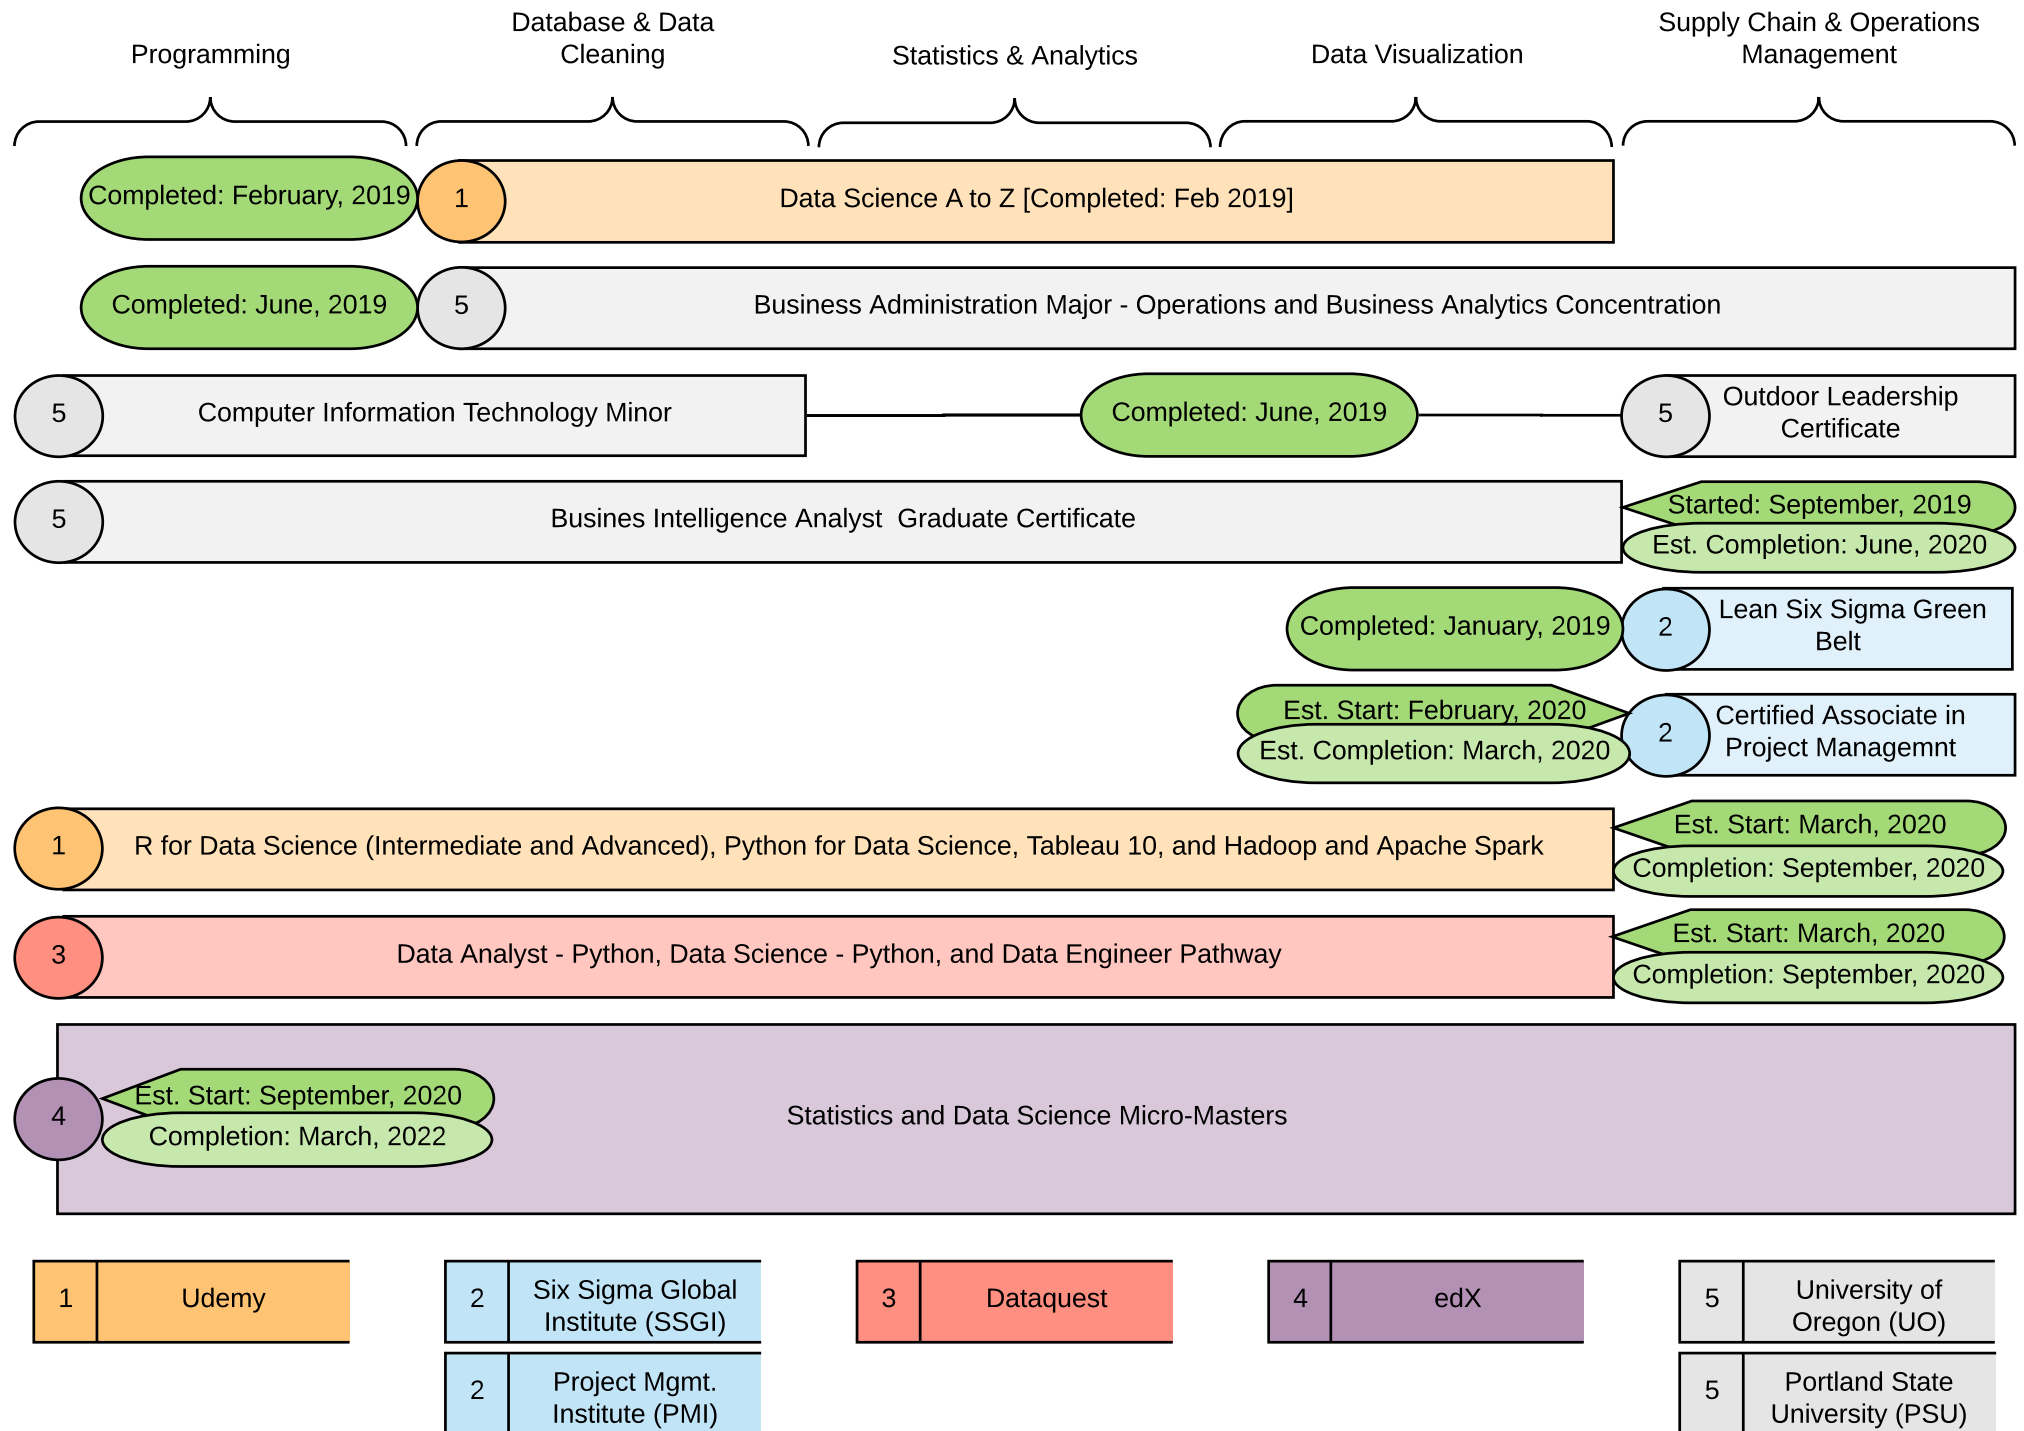 Programming
Database & Data
Cleaning
Statistics & Analytics
Data Visualization
Supply Chain & Operations
Management
Completed: February, 2019
1
Data Science A to Z [Completed: Feb 2019]
Completed: June, 2019
5
Business Administration Major - Operations and Business Analytics Concentration
5
Computer Information Technology Minor
Completed: June, 2019
5
Outdoor Leadership
Certificate
5
Busines Intelligence Analyst  Graduate Certificate
Started: September, 2019
Est. Completion: June, 2020
Completed: January, 2019
2
Lean Six Sigma Green
Belt
Est. Start: February, 2020
Est. Completion: March, 2020
2
Certified Associate in
Project Managemnt
1
R for Data Science (Intermediate and Advanced), Python for Data Science, Tableau 10, and Hadoop and Apache Spark
Est. Start: March, 2020
Completion: September, 2020
3
Data Analyst - Python, Data Science - Python, and Data Engineer Pathway
Est. Start: March, 2020
Completion: September, 2020
4
Est. Start: September, 2020
Completion: March, 2022
Statistics and Data Science Micro-Masters
1
Udemy
2
Six Sigma Global
Institute (SSGI)
3
Dataquest
4
edX
5
University of
Oregon (UO)
2
Project Mgmt.
Institute (PMI)
5
Portland State
University (PSU)